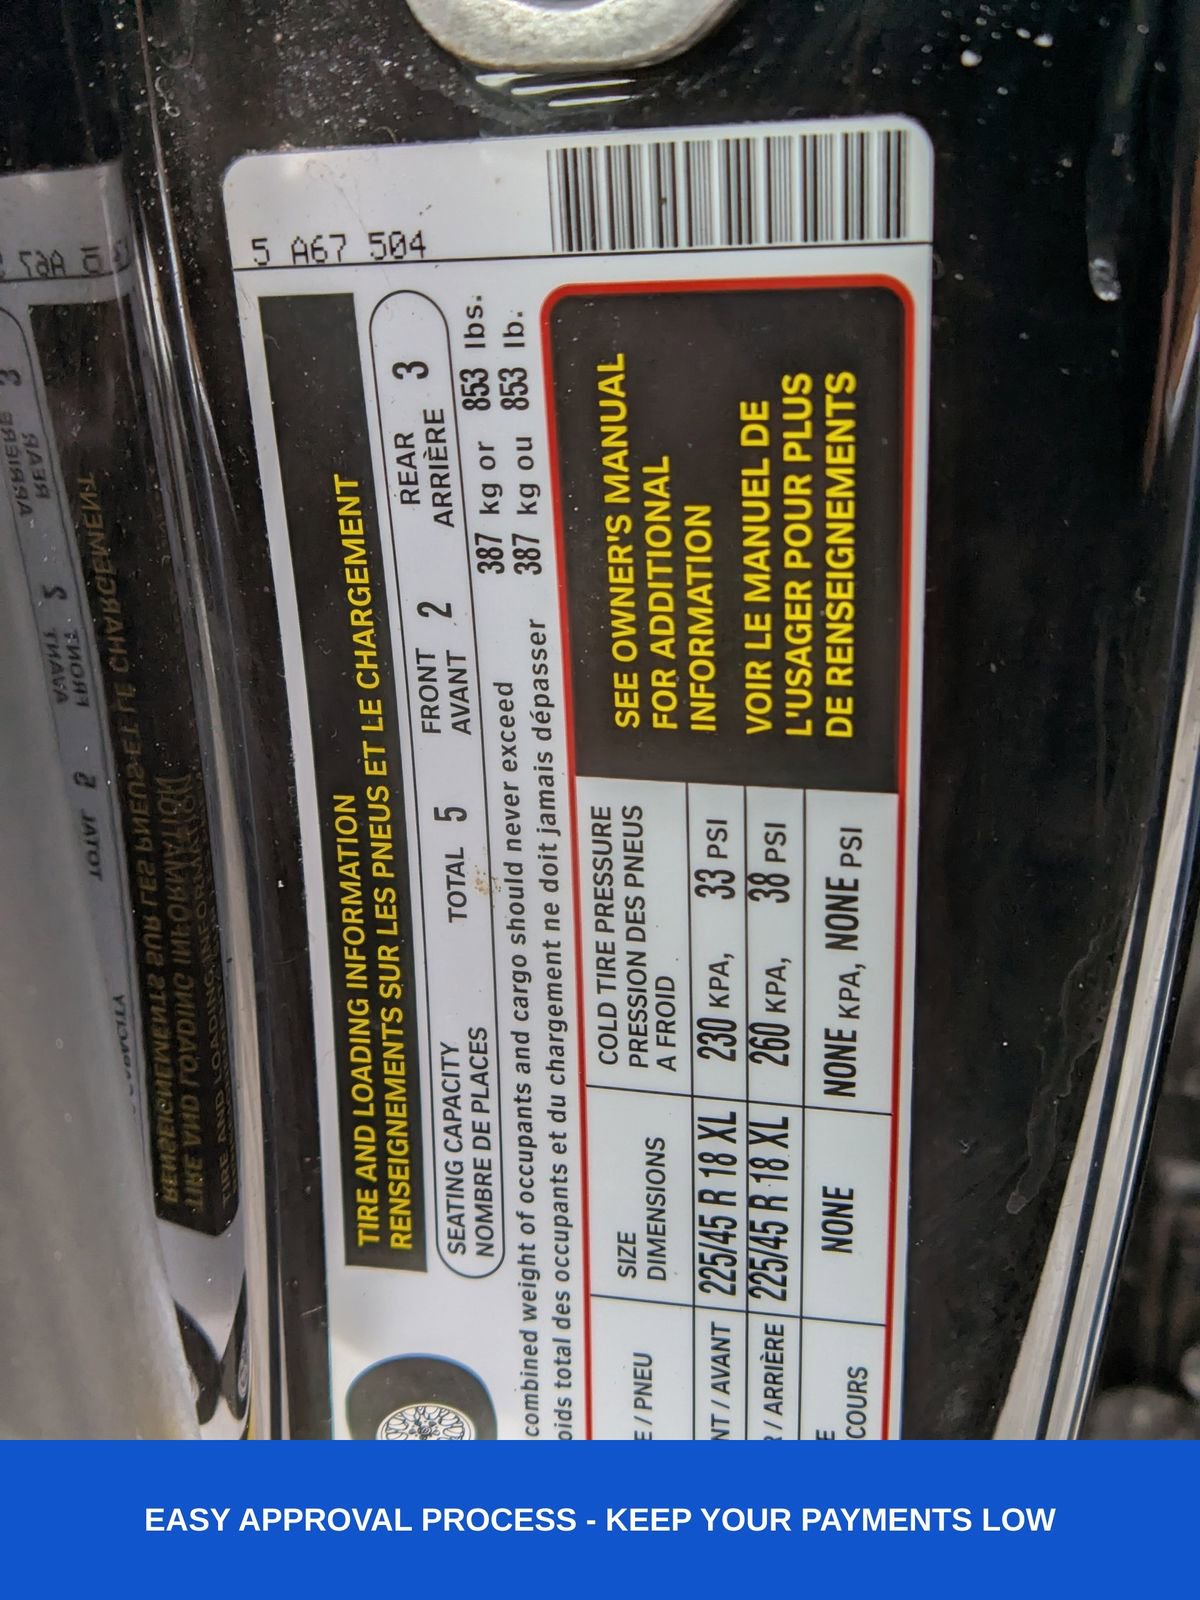 5 A67 504
TIRE AND LOADING INFORMATION
RENSEIGNEMENTS SUR LES PNEUS ET LE CHARGEMENT
SEATING CAPACITY
NOMBRE DE PLACES
TOTAL 5
FRONT
AVANT 2
REAR
ARRIÈRE 3
combined weight of occupants and cargo should never exceed 387 kg or 853 lbs.
total des occupants et du chargement ne doit jamais dépasser 387 kg ou 853 lb.
/ PNEU
SIZE
DIMENSIONS
COLD TIRE PRESSURE
PRESSION DES PNEUS
A FROID
/ AVANT 225/45 R 18 XL 230 KPA, 33 PSI
/ ARRIÈRE 225/45 R 18 XL 260 KPA, 38 PSI
NONE NONE KPA, NONE PSI
SEE OWNER'S MANUAL
FOR ADDITIONAL
INFORMATION
VOIR LE MANUEL DE
L'USAGER POUR PLUS
DE RENSEIGNEMENTS
EASY APPROVAL PROCESS - KEEP YOUR PAYMENTS LOW